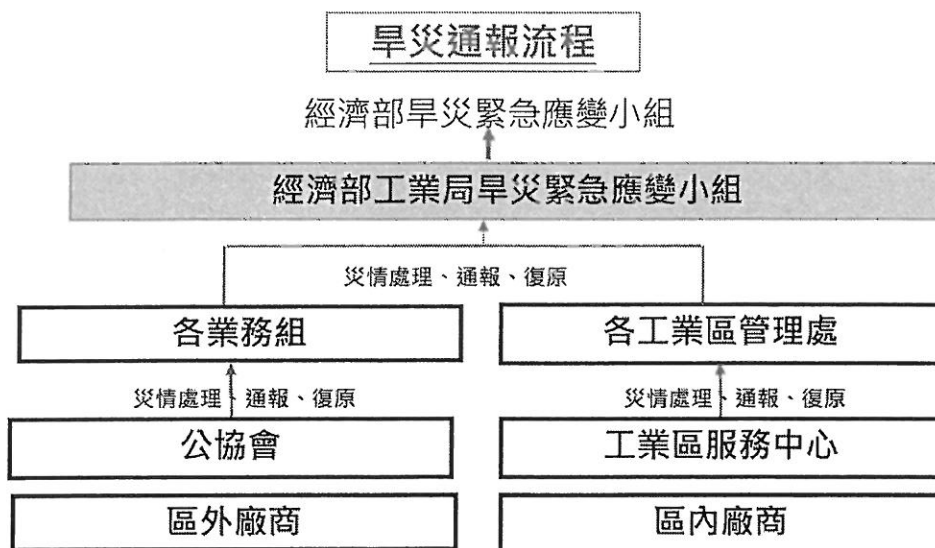 旱災通報流程
經濟部旱災緊急應變小組
經濟部工業局旱災緊急應變小組
災情處理、通報、復原
各業務組
各工業區管理處
災情處理、通報、復原
災情處理、通報、復原
公協會
工業區服務中心
區外廠商
區內廠商